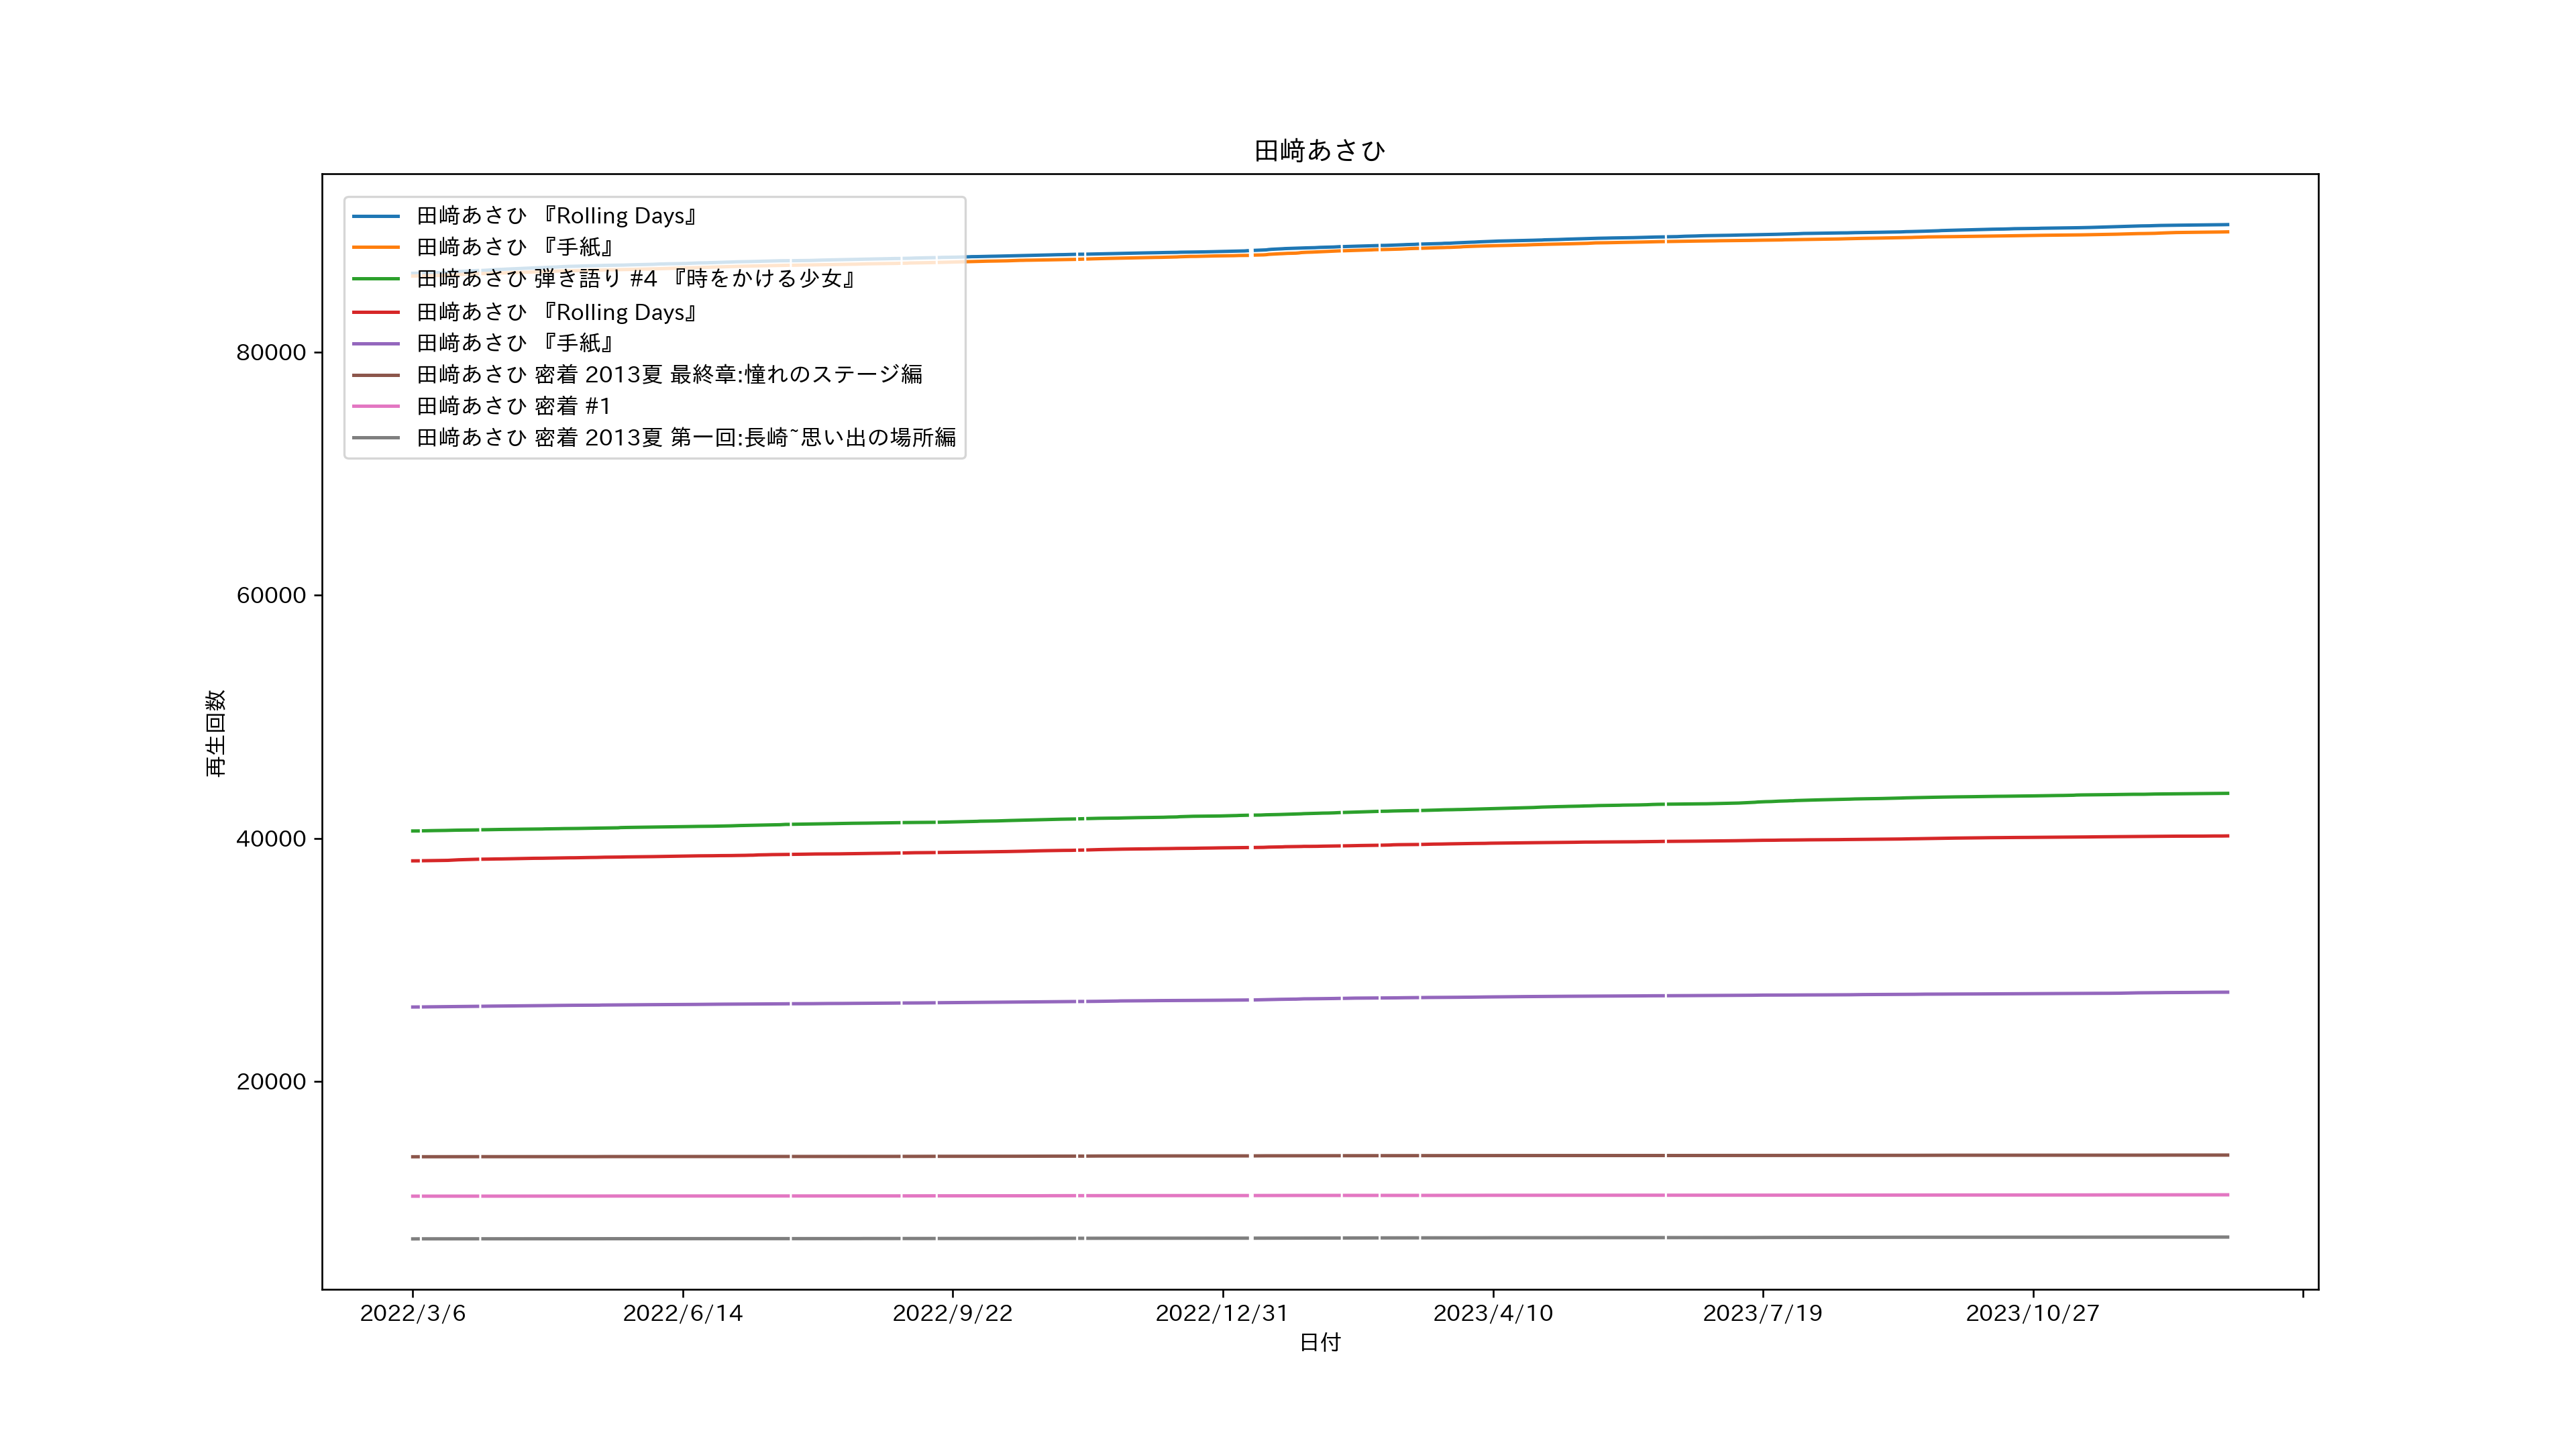 田﨑あさひ
田﨑あさひ 『Rolling Days』
田﨑あさひ 『手紙』
田﨑あさひ 弾き語り #4 『時をかける少女』
田﨑あさひ 『Rolling Days』
田﨑あさひ 『手紙』
田﨑あさひ 密着 2013夏 最終章:憧れのステージ編
田﨑あさひ 密着 #1
田﨑あさひ 密着 2013夏 第一回:長崎~思い出の場所編
再生回数
80000
60000
40000
20000
2022/3/6
2022/6/14
2022/9/22
2022/12/31
2023/4/10
2023/7/19
2023/10/27
日付